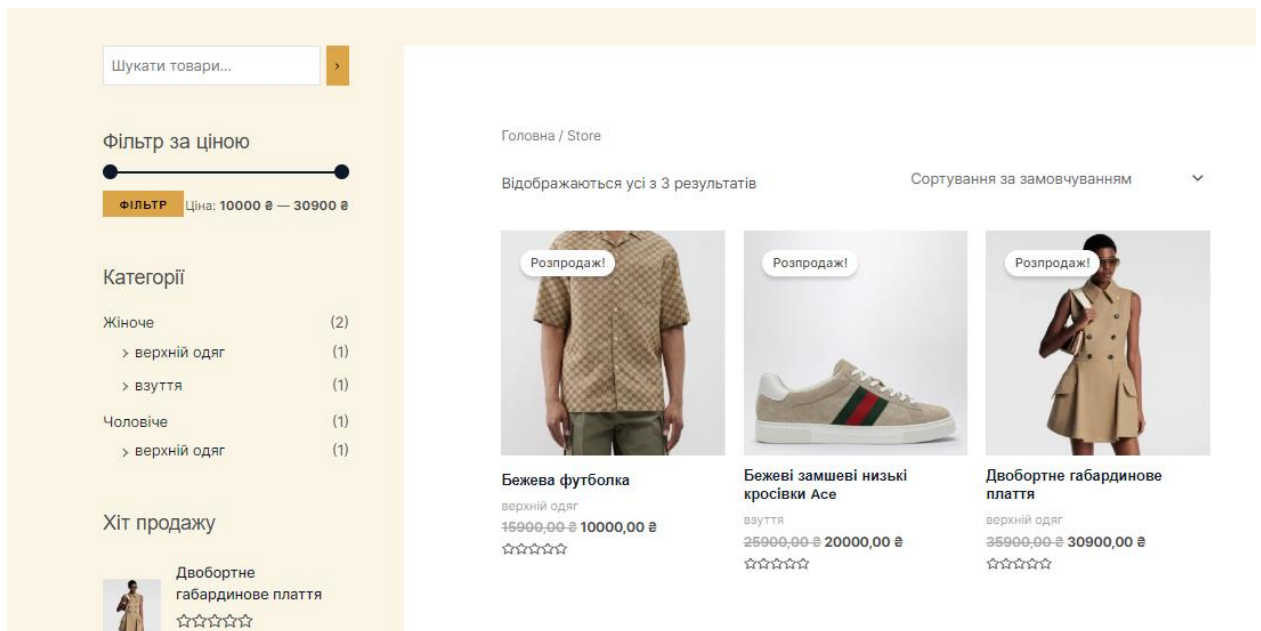 Шукати товари...
›
Фільтр за ціною
ФІЛЬТР Ціна: 10000 ₴ — 30900 ₴
Категорії
Жіноче (2)
> верхній одяг (1)
> взуття (1)
Чоловіче (1)
> верхній одяг (1)
Хіт продажу
Двобортне
габардинове плаття
Головна / Store
Відображаються усі з 3 результатів
Сортування за замовчуванням
Розпродаж!
Бежева футболка
верхній одяг
15900,00 ₴ 10000,00 ₴
Розпродаж!
Бежеві замшеві низькі
кросівки Ace
взуття
25900,00 ₴ 20000,00 ₴
Розпродаж!
Двобортне габардинове
плаття
верхній одяг
35900,00 ₴ 30900,00 ₴